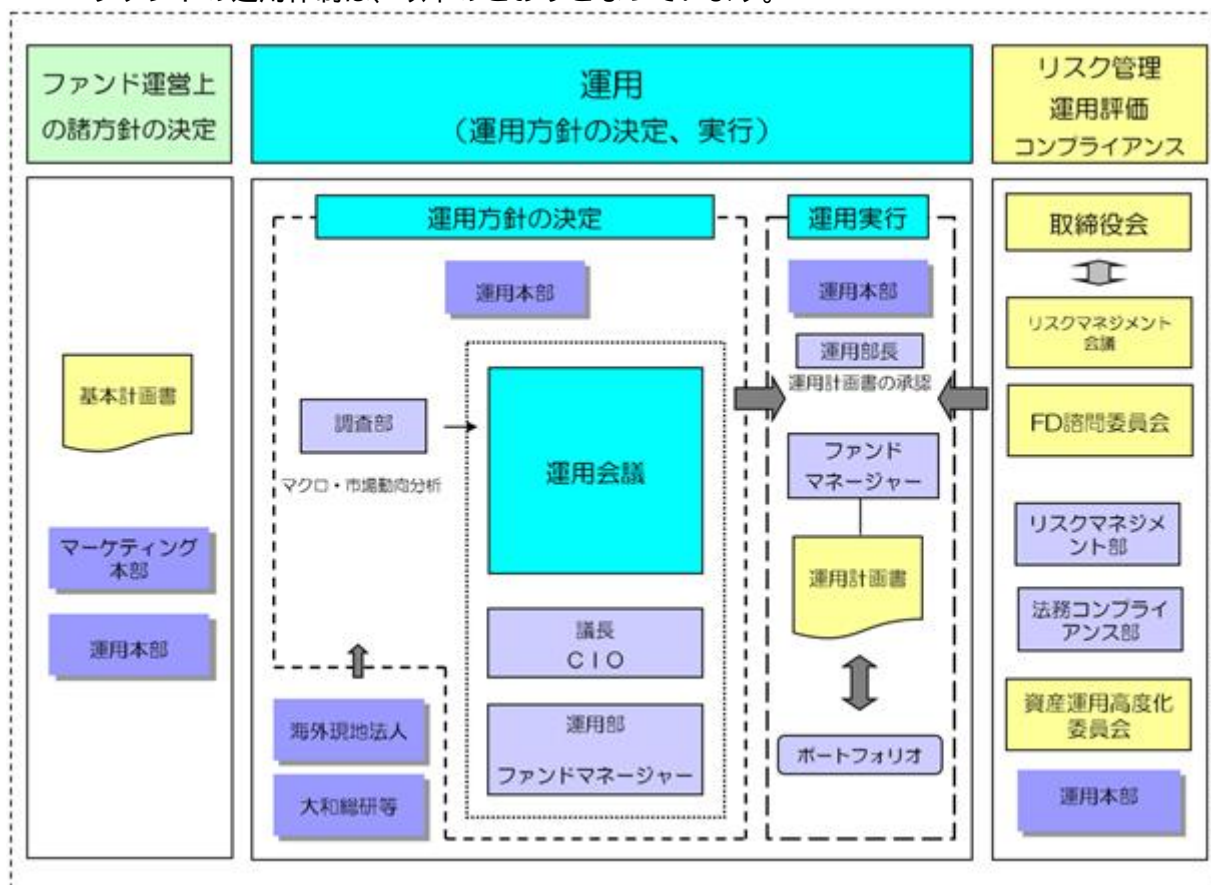 ファンド運営上
の諸方針の決定
運用
（運用方針の決定、実行）
リスク管理
運用評価
コンプライアンス
基本計画書
マーケティング
本部
運用本部
運用方針の決定
運用本部
調査部
マクロ・市場動向分析
運用会議
議長
ＣＩＯ
運用部
ファンドマネージャー
海外現地法人
大和総研等
運用実行
運用本部
運用部長
運用計画書の承認
ファンド
マネージャー
運用計画書
ポートフォリオ
取締役会
リスクマネジメント
会議
FD諮問委員会
リスクマネジメ
ント部
法務コンプライ
アンス部
資産運用高度化
委員会
運用本部